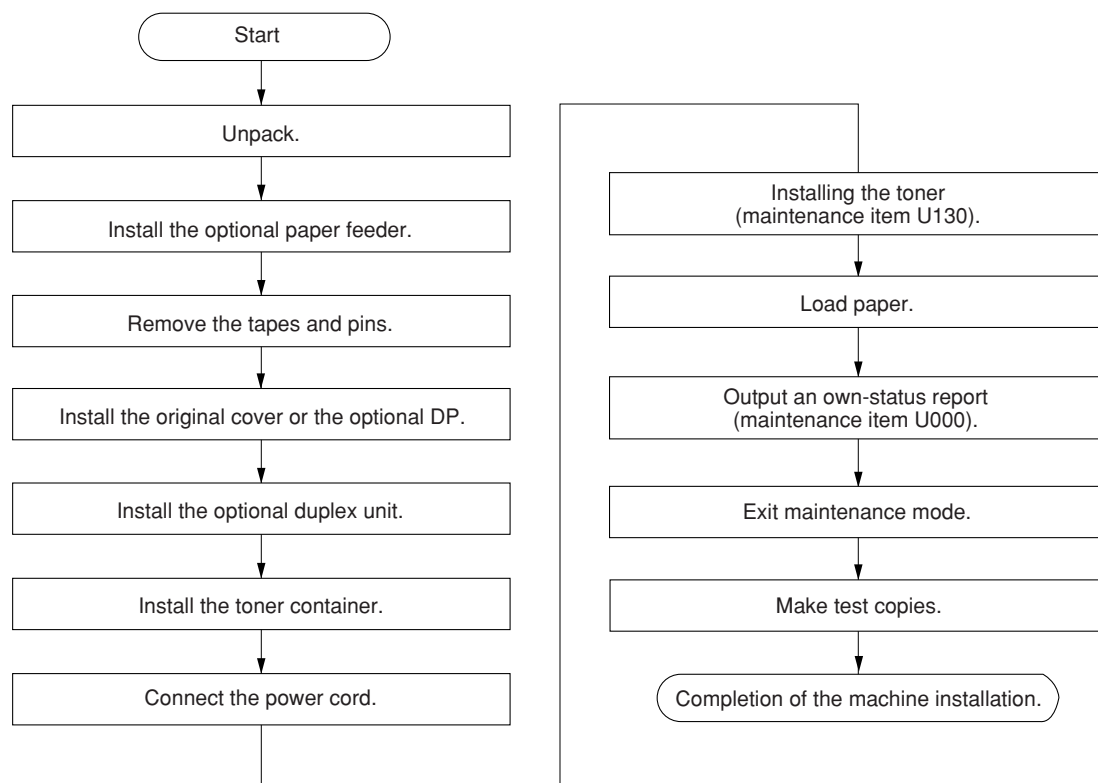 Start
Unpack.
Install the optional paper feeder.
Remove the tapes and pins.
Install the original cover or the optional DP.
Install the optional duplex unit.
Install the toner container.
Connect the power cord.
Installing the toner
(maintenance item U130).
Load paper.
Output an own-status report
(maintenance item U000).
Exit maintenance mode.
Make test copies.
Completion of the machine installation.